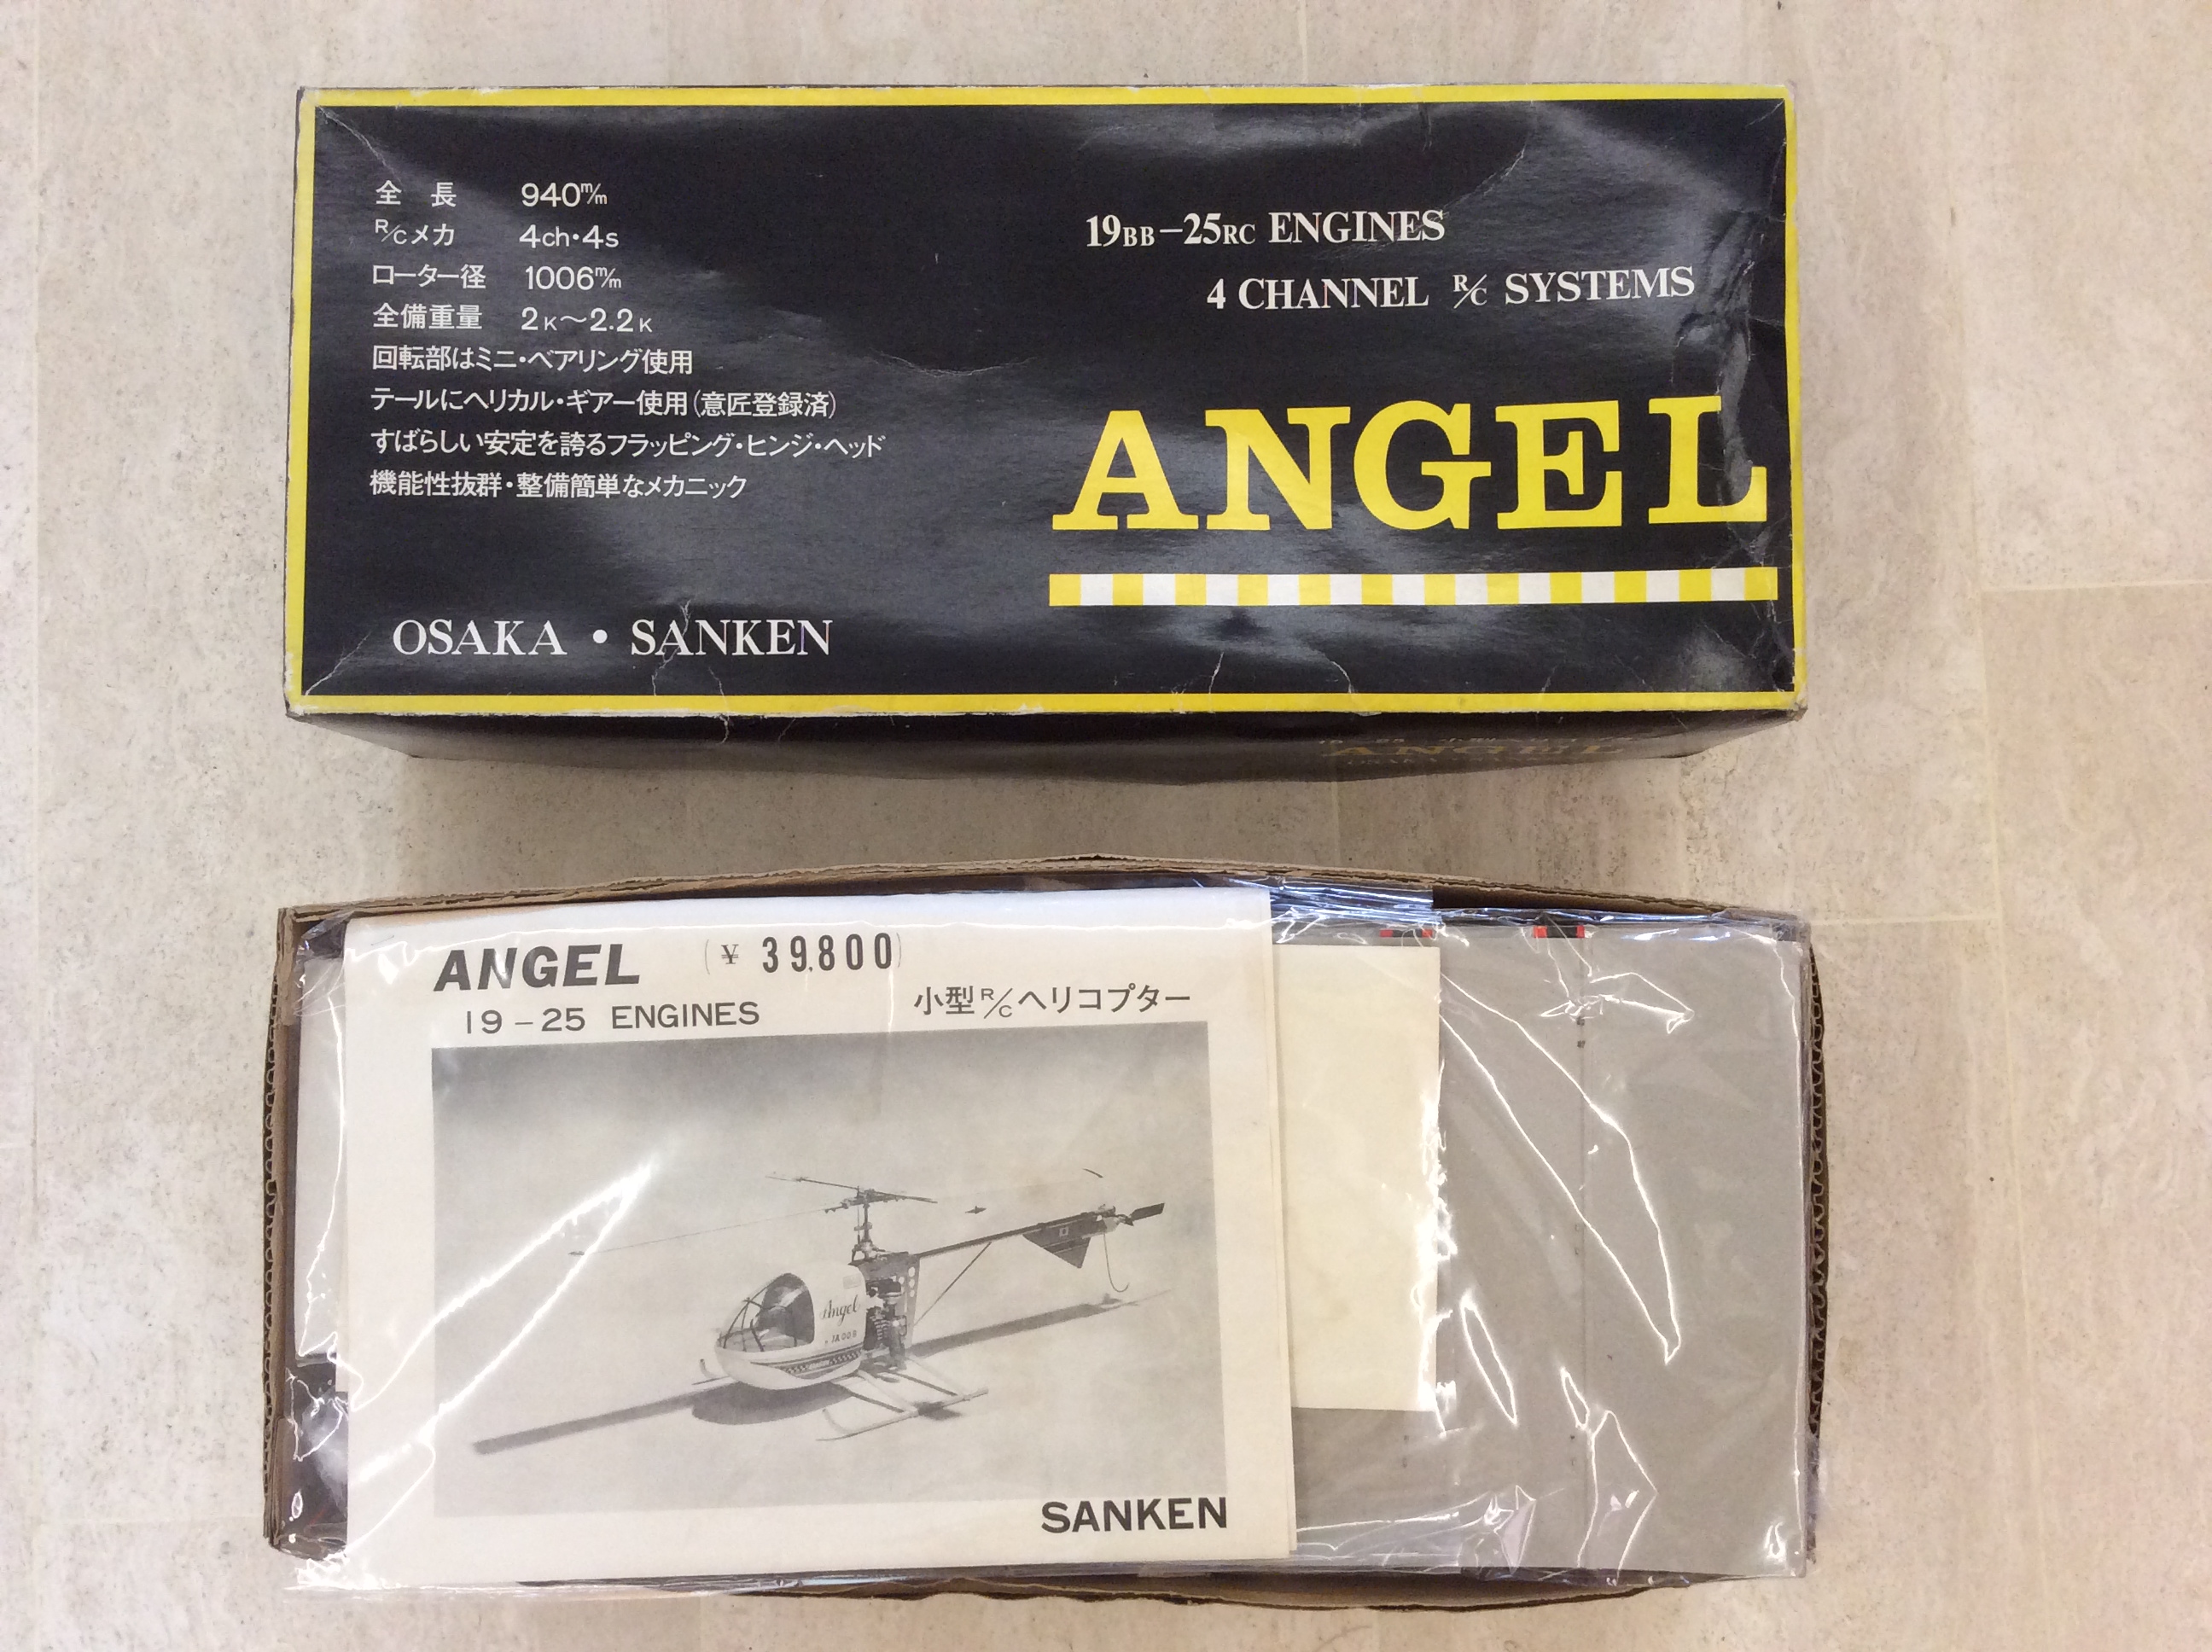 全 長 940m/m
R/Cメカ 4ch・4s
ローター径 1006m/m
全備重量 2K〜2.2K
回転部はミニ・ベアリング使用
テールにヘリカル・ギアー使用(意匠登録済)
すばらしい安定を誇るフラッピング・ヒンジ・ヘッド
機能性抜群・整備簡単なメカニック
OSAKA・SANKEN
19BB−25RC ENGINES
4 CHANNEL R/C SYSTEMS
ANGEL
ANGEL
ANGEL (¥ 39,800)
19−25 ENGINES
小型R/Cヘリコプター
Angel
JA00B
SANKEN